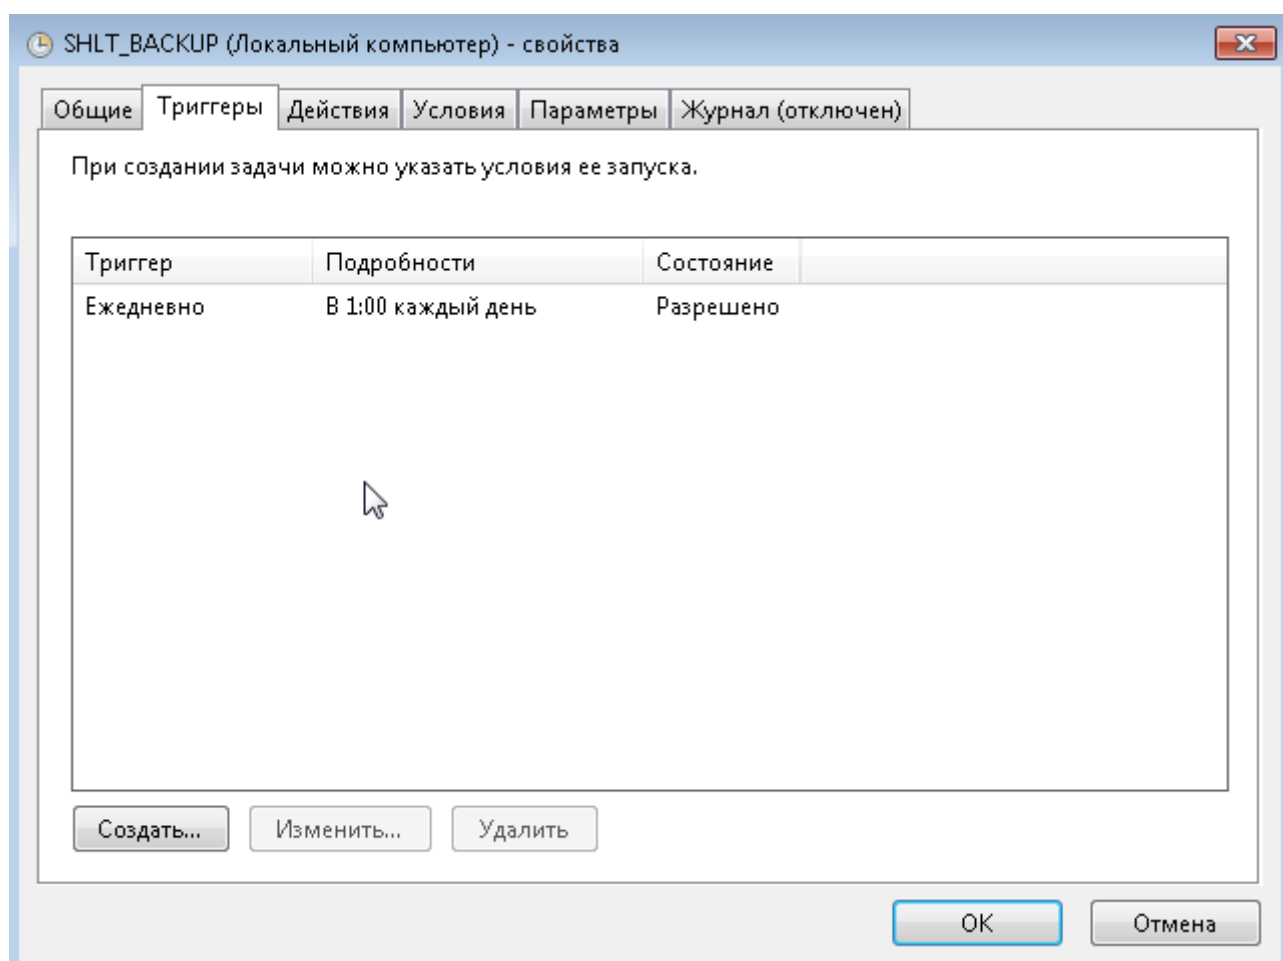 SHLT_BACKUP (Локальный компьютер) - свойства
Общие Триггеры Действия Условия Параметры Журнал (отключен)
При создании задачи можно указать условия ее запуска.
Триггер Подробности Состояние
Ежедневно В 1:00 каждый день Разрешено
Создать... Изменить... Удалить
OK Отмена